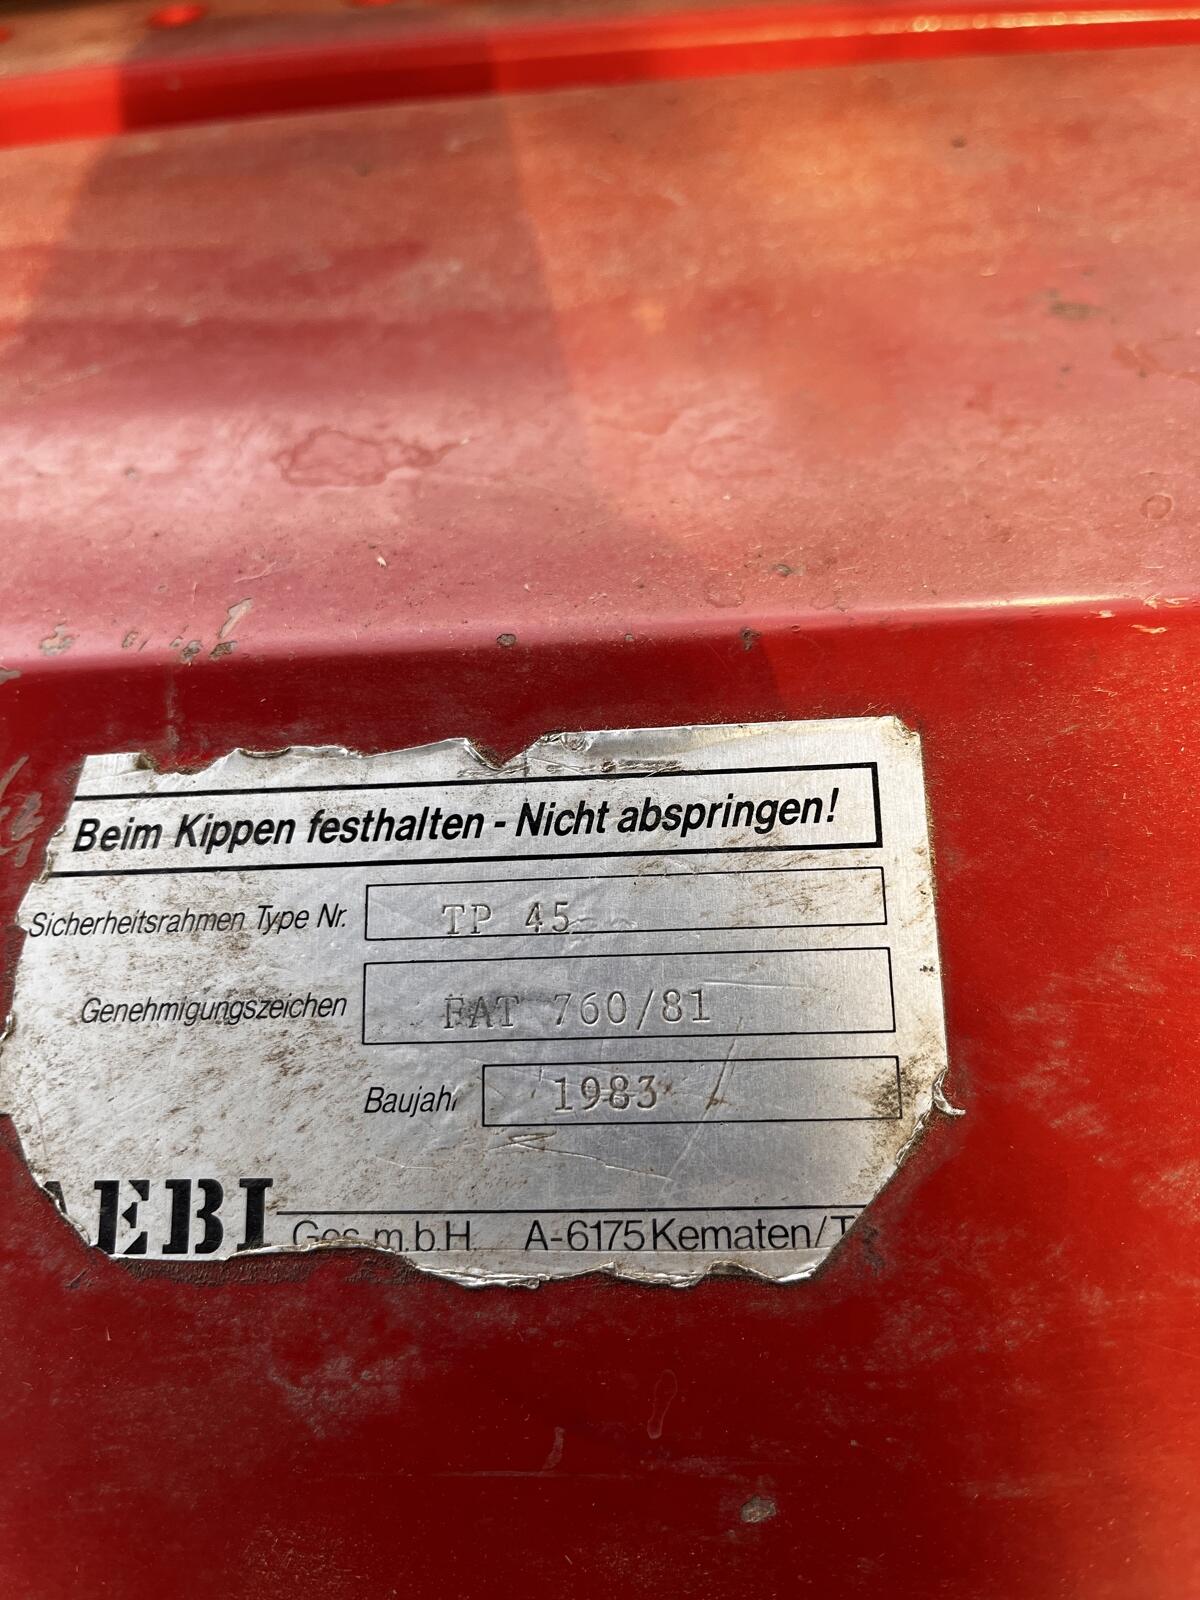 Beim Kippen festhalten - Nicht abspringen!
Sicherheitsrahmen Type Nr. TP 45
Genehmigungszeichen FAT 760/81
Baujahr 1983
AEBI Ges.m.b.H. A-6175 Kematen/T